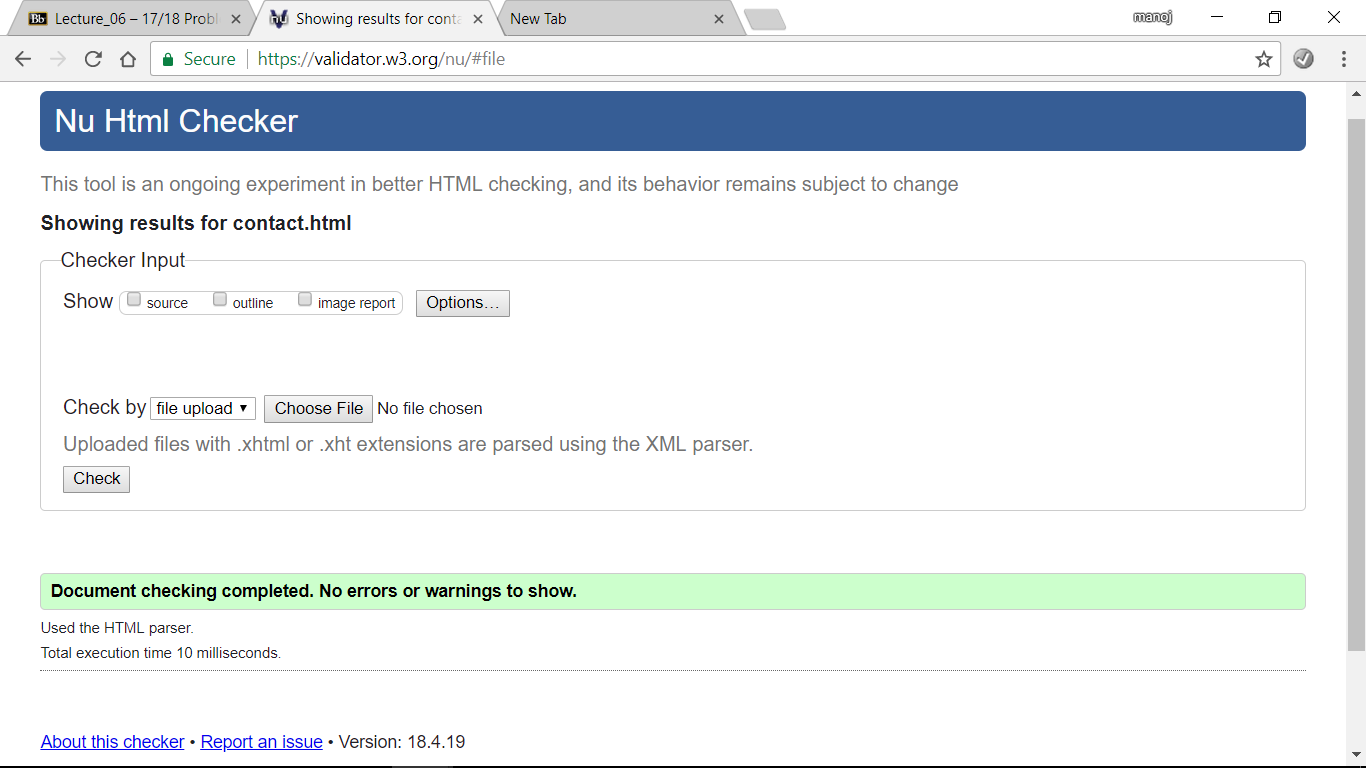 Bb Lecture_06 – 17/18 Probl
Showing results for conta
New Tab
manoj
Secure https://validator.w3.org/nu/#file
Nu Html Checker
This tool is an ongoing experiment in better HTML checking, and its behavior remains subject to change
Showing results for contact.html
Checker Input
Show source outline image report Options...
Check by file upload Choose File No file chosen
Uploaded files with .xhtml or .xht extensions are parsed using the XML parser.
Check
Document checking completed. No errors or warnings to show.
Used the HTML parser.
Total execution time 10 milliseconds.
About this checker • Report an issue • Version: 18.4.19